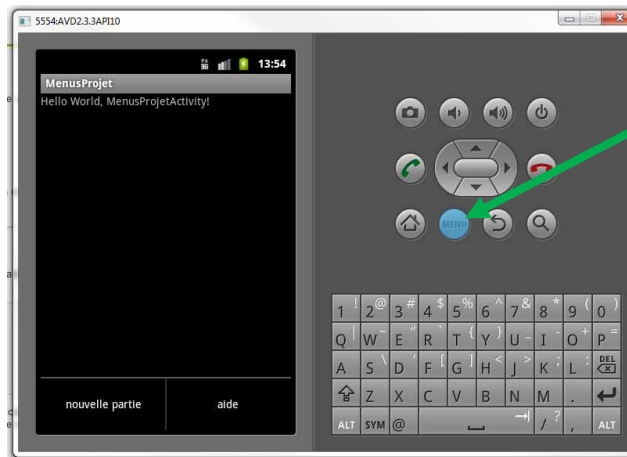 5554:AVD2.3.3API10
3G 13:54
MenusProjet
Hello World, MenusProjetActivity!
MENU
1 ! 2 @ 3 # 4 $ 5 % 6 ^ 7 & 8 * 9 ( 0 )
Q | W ~ E “ R ` T { Y } U _ I - O + P =
A S \ D ' F [ G ] H < J > K ; L : DEL
Z X C V B N M .
nouvelle partie aide
ALT SYM @ / ? , ALT